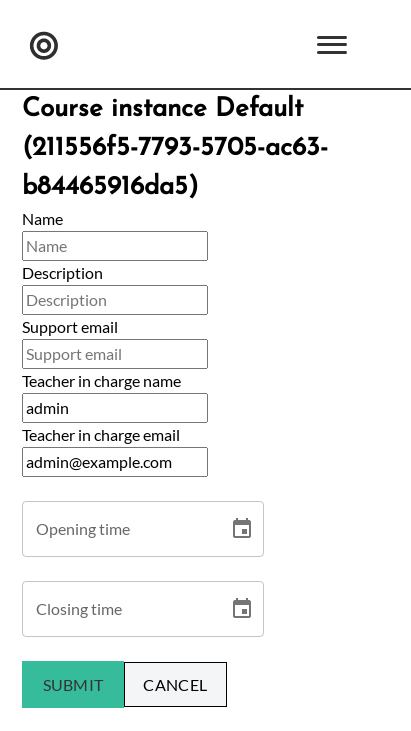 Course instance Default
(211556f5-7793-5705-ac63-
b84465916da5)
Name
Name
Description
Description
Support email
Support email
Teacher in charge name
admin
Teacher in charge email
admin@example.com
Opening time
Closing time
SUBMIT CANCEL